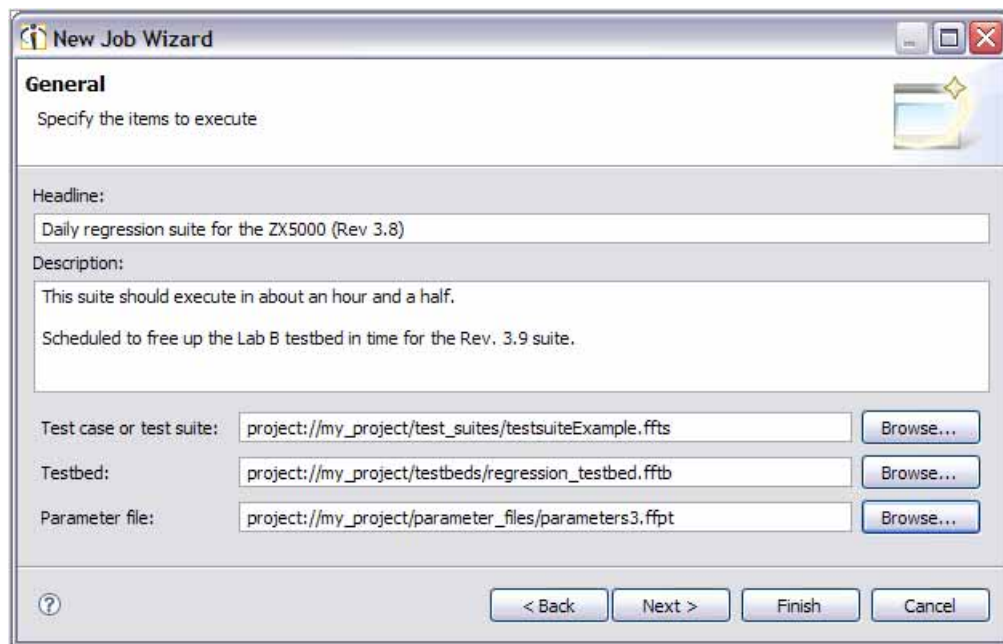 New Job Wizard
General
Specify the items to execute
Headline:
Daily regression suite for the ZX5000 (Rev 3.8)
Description:
This suite should execute in about an hour and a half.
Scheduled to free up the Lab B testbed in time for the Rev. 3.9 suite.
Test case or test suite: project://my_project/test_suites/testsuiteExample.ffts Browse...
Testbed: project://my_project/testbeds/regression_testbed.fftb Browse...
Parameter file: project://my_project/parameter_files/parameters3.ffpt Browse...
? < Back Next > Finish Cancel